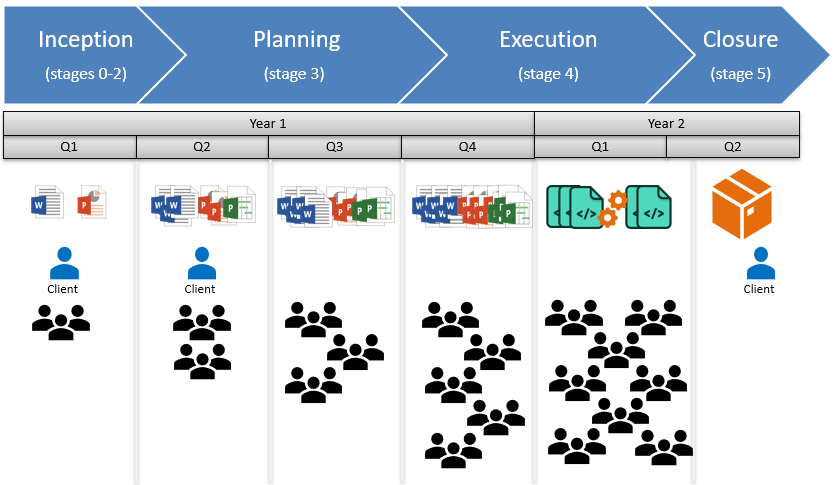 Inception
(stages 0-2)
Planning
(stage 3)
Execution
(stage 4)
Closure
(stage 5)
Year 1
Year 2
Q1
Q2
Q3
Q4
Q1
Q2
W
P
W
W
P
P
W
W
P
P
P
W
W
W
P
P
P
P
</> 
</>
Client
Client
Client